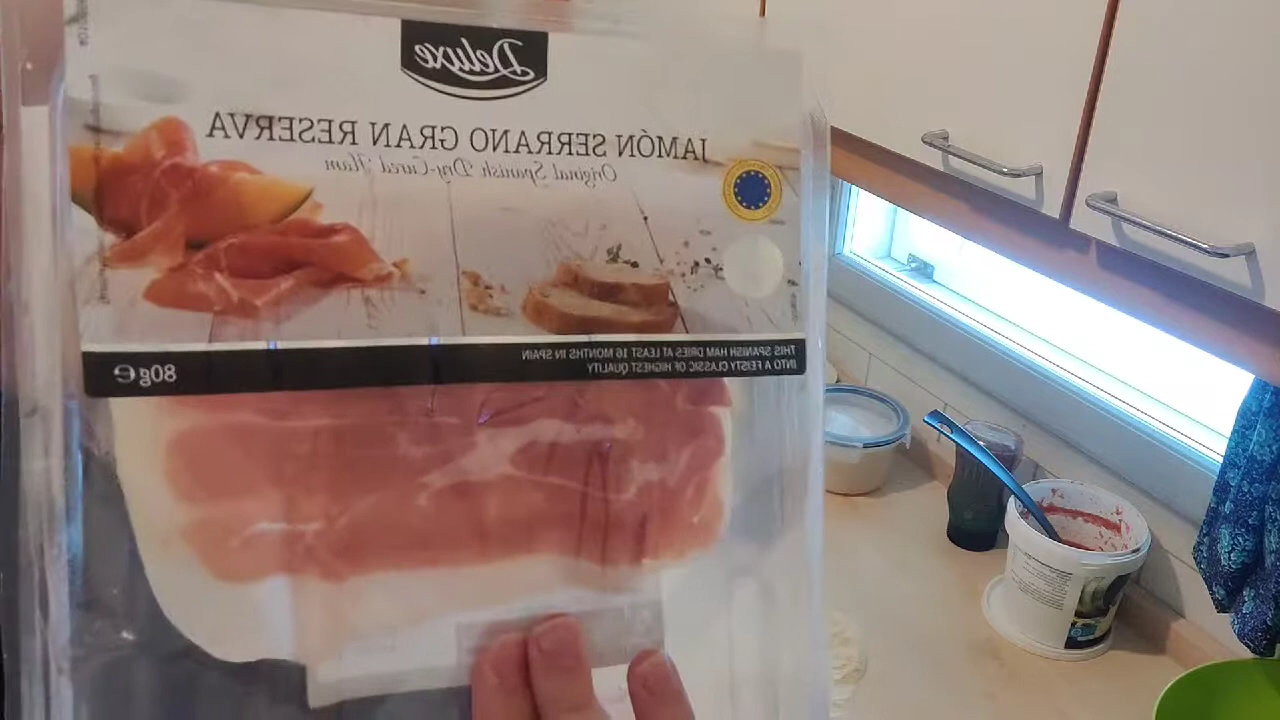 Deluxe
JAMÓN SERRANO GRAN RESERVA
Original Spanish Dry-Cured Ham
THIS SPANISH HAM DRIES AT LEAST 16 MONTHS IN SPAIN
INTO A FEISTY CLASSIC OF HIGHEST QUALITY
80g ℮